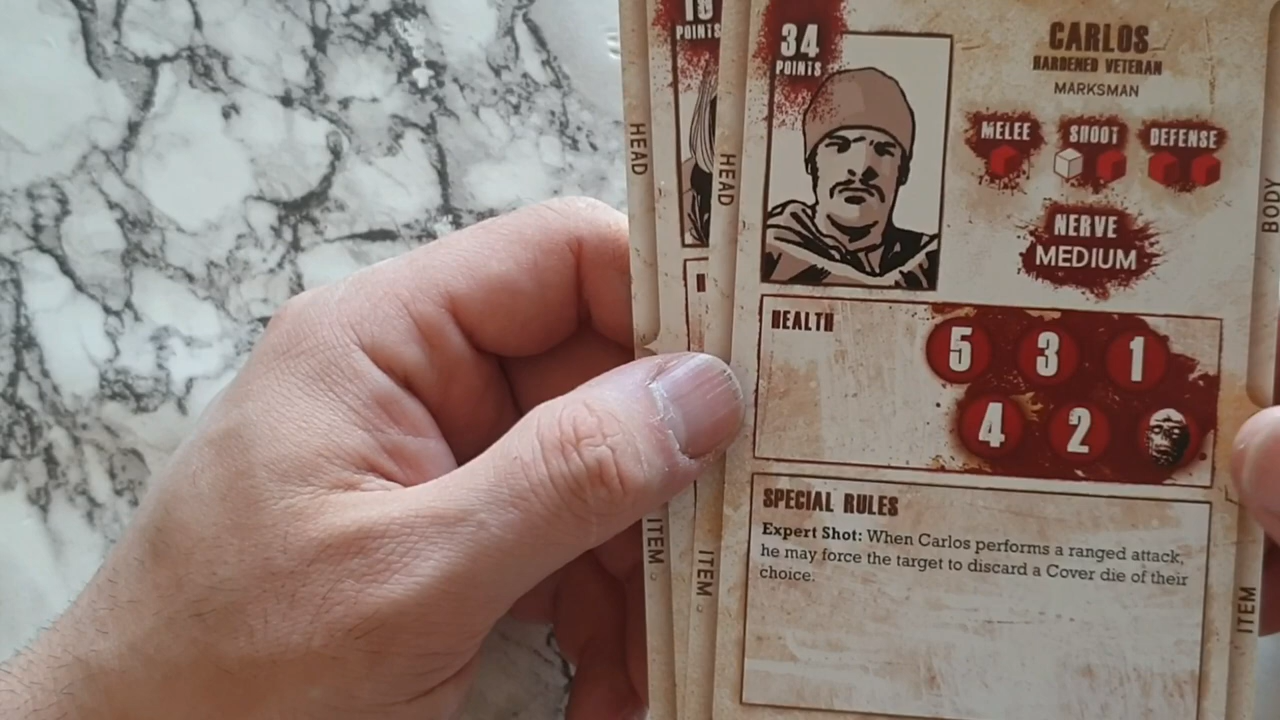 POINTS
34
POINTS
CARLOS
HARDENED VETERAN
MARKSMAN
MELEE
SHOOT
DEFENSE
NERVE
MEDIUM
HEAD
HEAD
BODY
HEALTH
5 3 1
4 2
SPECIAL RULES
Expert Shot: When Carlos performs a ranged attack,
he may force the target to discard a Cover die of their
choice.
ITEM
ITEM
ITEM